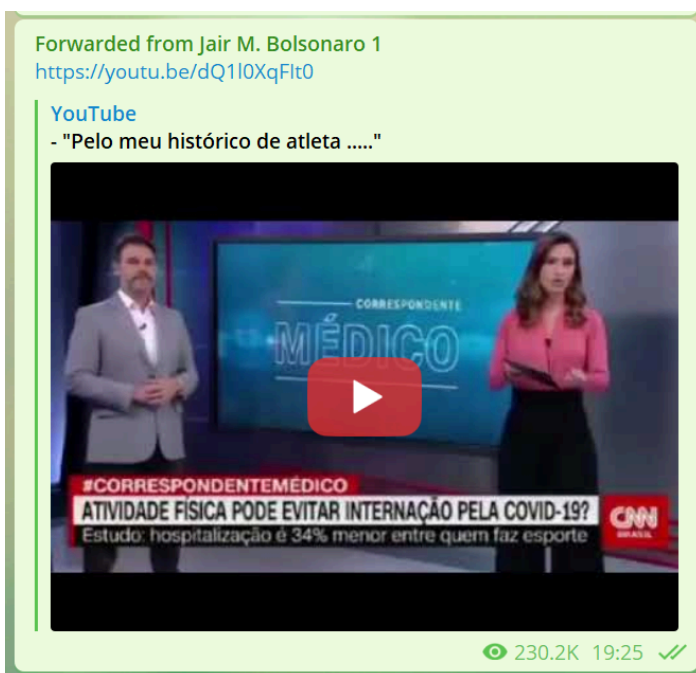 Forwarded from Jair M. Bolsonaro 1
https://youtu.be/dQ1l0XqFIt0
YouTube
- "Pelo meu histórico de atleta ....."
CORRESPONDENTE
MÉDICO
#CORRESPONDENTEMÉDICO
ATIVIDADE FÍSICA PODE EVITAR INTERNAÇÃO PELA COVID-19?
Estudo: hospitalização é 34% menor entre quem faz esporte
CNN
BRASIL
230.2K 19:25